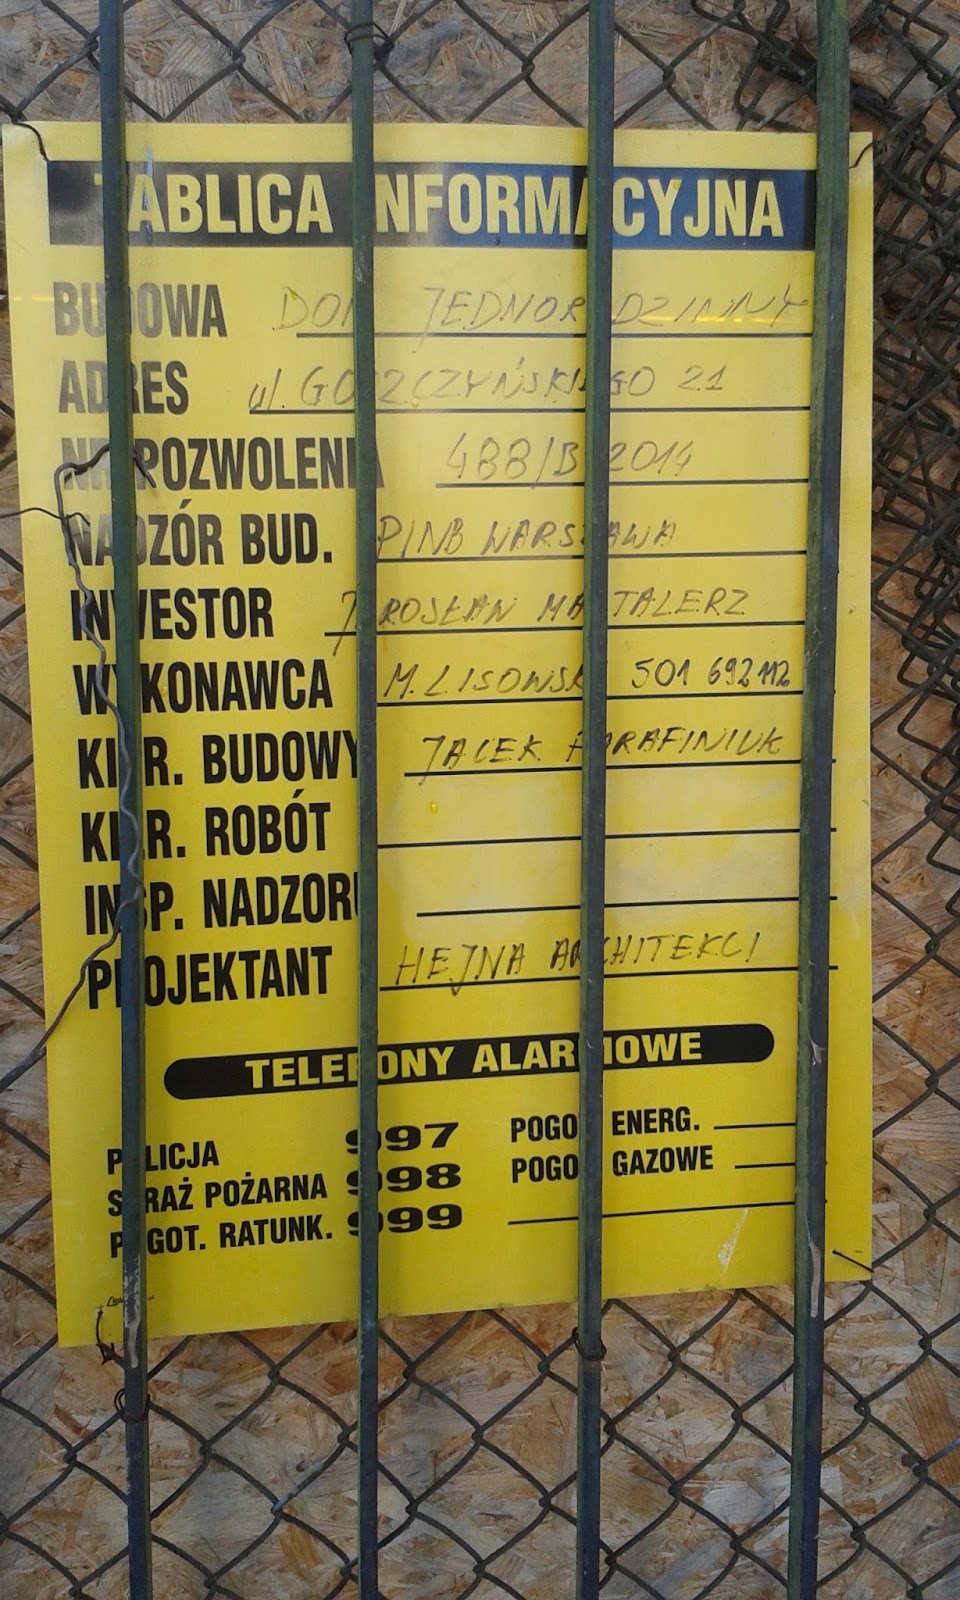 TABLICA INFORMACYJNA
BUDOWA DOM JEDNORODZINNY
ADRES ul. GOSZCZYŃSKIEGO 21
NR POZWOLENIA 488/B/2014
NADZÓR BUD. PINB WARSZAWA
INWESTOR JAROSŁAW MASTALERZ
WYKONAWCA M. LISOWSKI 501 692 112
KIER. BUDOWY JACEK PARAFINIUK
KIER. ROBÓT
INSP. NADZORU
PROJEKTANT HEJNA ARCHITEKCI
TELEFONY ALARMOWE
POLICJA 997 POGOT. ENERG.
STRAŻ POŻARNA 998 POGOT. GAZOWE
POGOT. RATUNK. 999